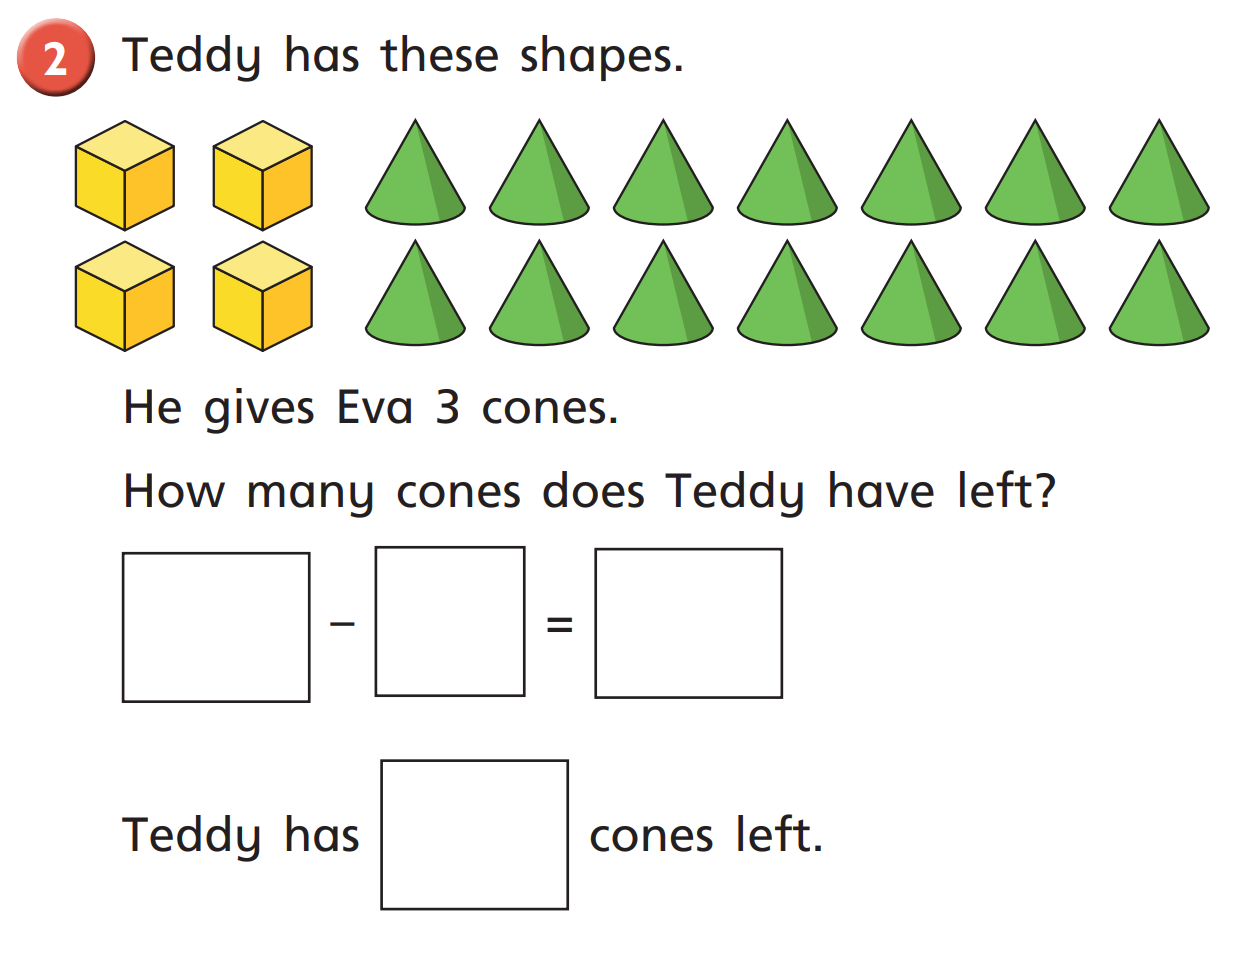 2 Teddy has these shapes.
He gives Eva 3 cones.
How many cones does Teddy have left?
– =
Teddy has cones left.